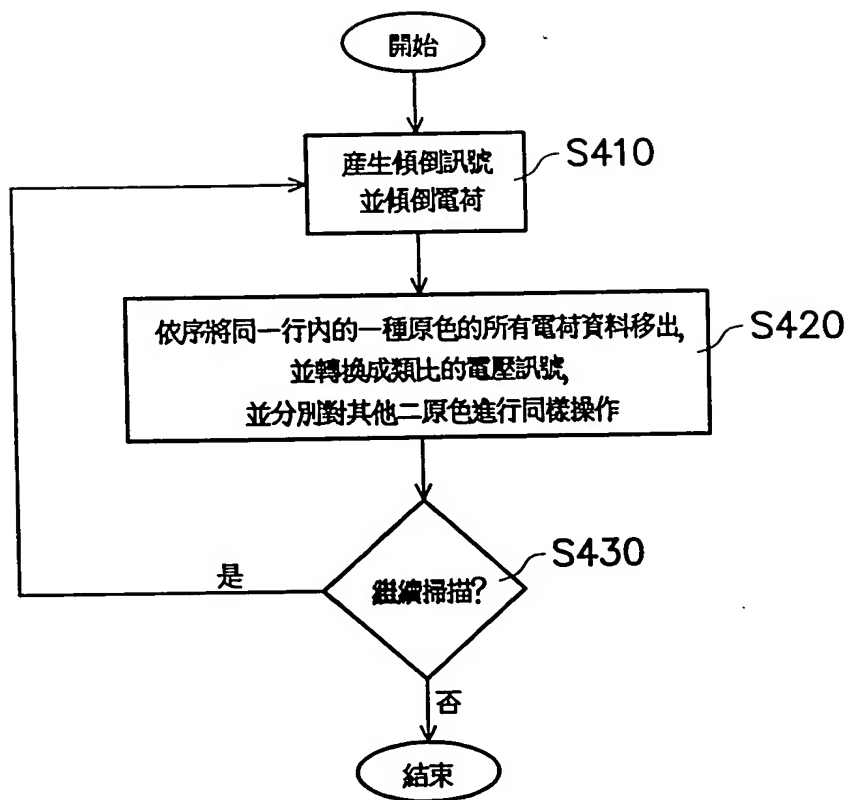 開始
產生傾倒訊號
並傾倒電荷
S410
依序將同一行內的一種原色的所有電荷資料移出,
並轉換成類比的電壓訊號,
並分別對其他二原色進行同樣操作
S420
繼續掃描?
S430
是
否
結束